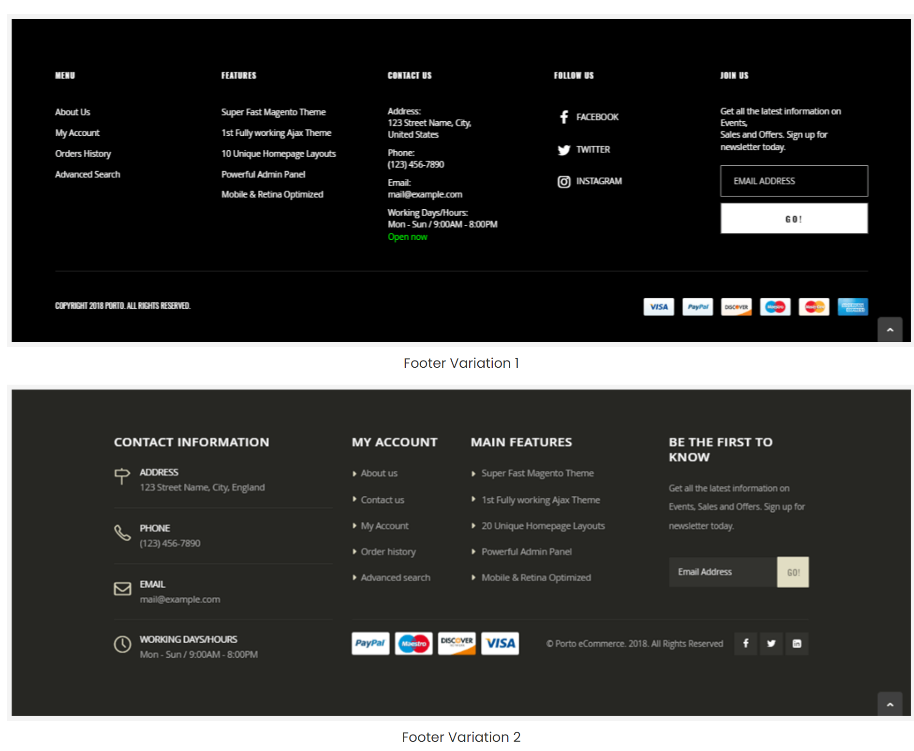 MENU
About Us
My Account
Orders History
Advanced Search
FEATURES
Super Fast Magento Theme
1st Fully working Ajax Theme
10 Unique Homepage Layouts
Powerful Admin Panel
Mobile & Retina Optimized
CONTACT US
Address:
123 Street Name, City,
United States
Phone:
(123) 456-7890
Email:
mail@example.com
Working Days/Hours:
Mon - Sun / 9:00AM - 8:00PM
Open now
FOLLOW US
FACEBOOK
TWITTER
INSTAGRAM
JOIN US
Get all the latest information on
Events,
Sales and Offers. Sign up for
newsletter today.
EMAIL ADDRESS
GO!
COPYRIGHT 2018 PORTO. ALL RIGHTS RESERVED.
VISA
PayPal
DISCOVER
Maestro
Footer Variation 1
CONTACT INFORMATION
ADDRESS
123 Street Name, City, England
PHONE
(123) 456-7890
EMAIL
mail@example.com
WORKING DAYS/HOURS
Mon - Sun / 9:00AM - 8:00PM
MY ACCOUNT
About us
Contact us
My Account
Order history
Advanced search
MAIN FEATURES
Super Fast Magento Theme
1st Fully working Ajax Theme
20 Unique Homepage Layouts
Powerful Admin Panel
Mobile & Retina Optimized
BE THE FIRST TO
KNOW
Get all the latest information on
Events, Sales and Offers. Sign up for
newsletter today.
Email Address
GO!
PayPal
Maestro
DISCOVER
VISA
© Porto eCommerce. 2018. All Rights Reserved
Footer Variation 2